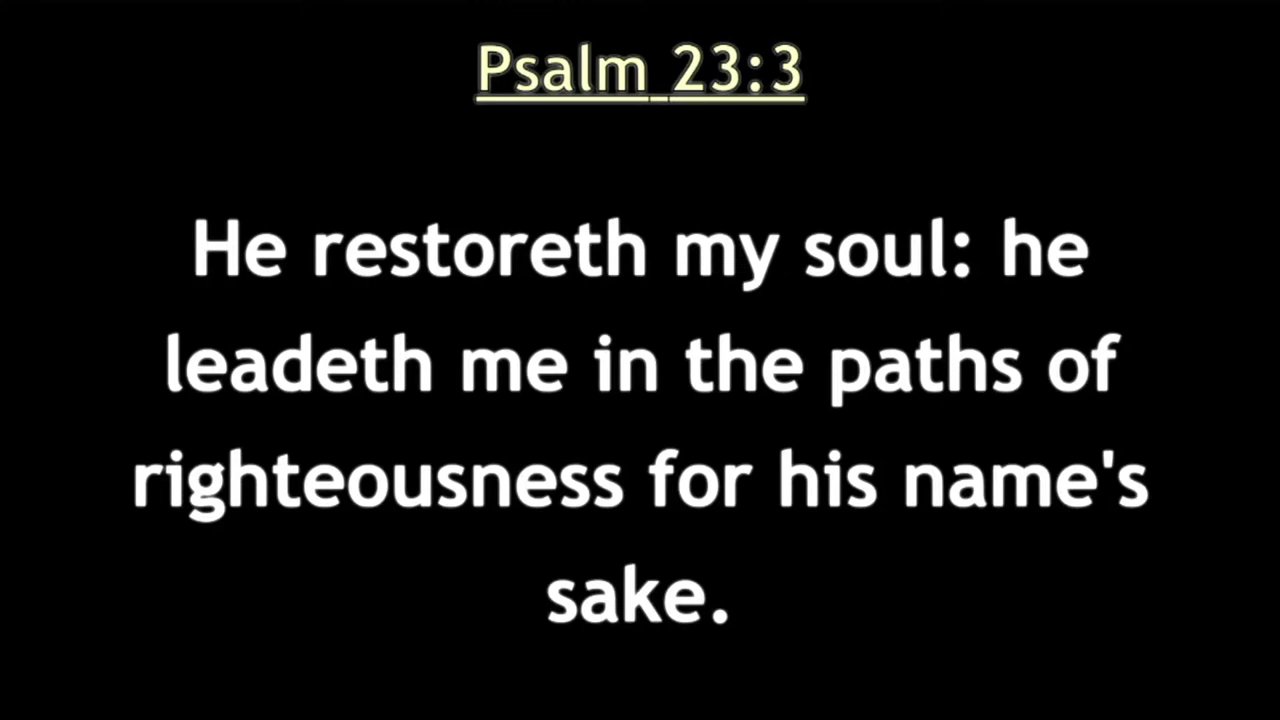 Psalm 23:3
He restoreth my soul: he
leadeth me in the paths of
righteousness for his name's
sake.